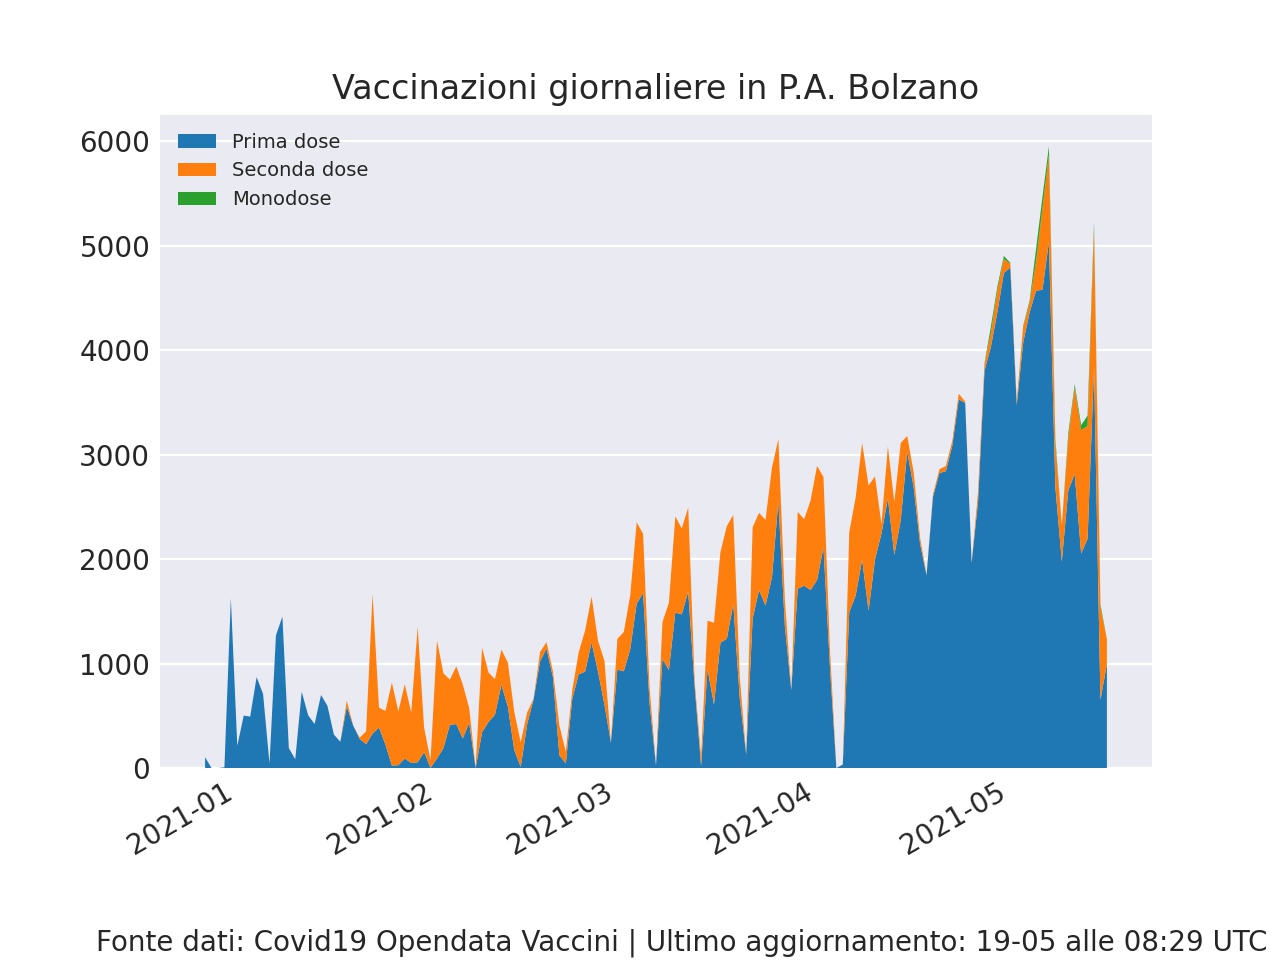 Vaccinazioni giornaliere in P.A. Bolzano
6000
5000
4000
3000
2000
1000
0
Prima dose
Seconda dose
Monodose
2021-01
2021-02
2021-03
2021-04
2021-05
Fonte dati: Covid19 Opendata Vaccini | Ultimo aggiornamento: 19-05 alle 08:29 UTC